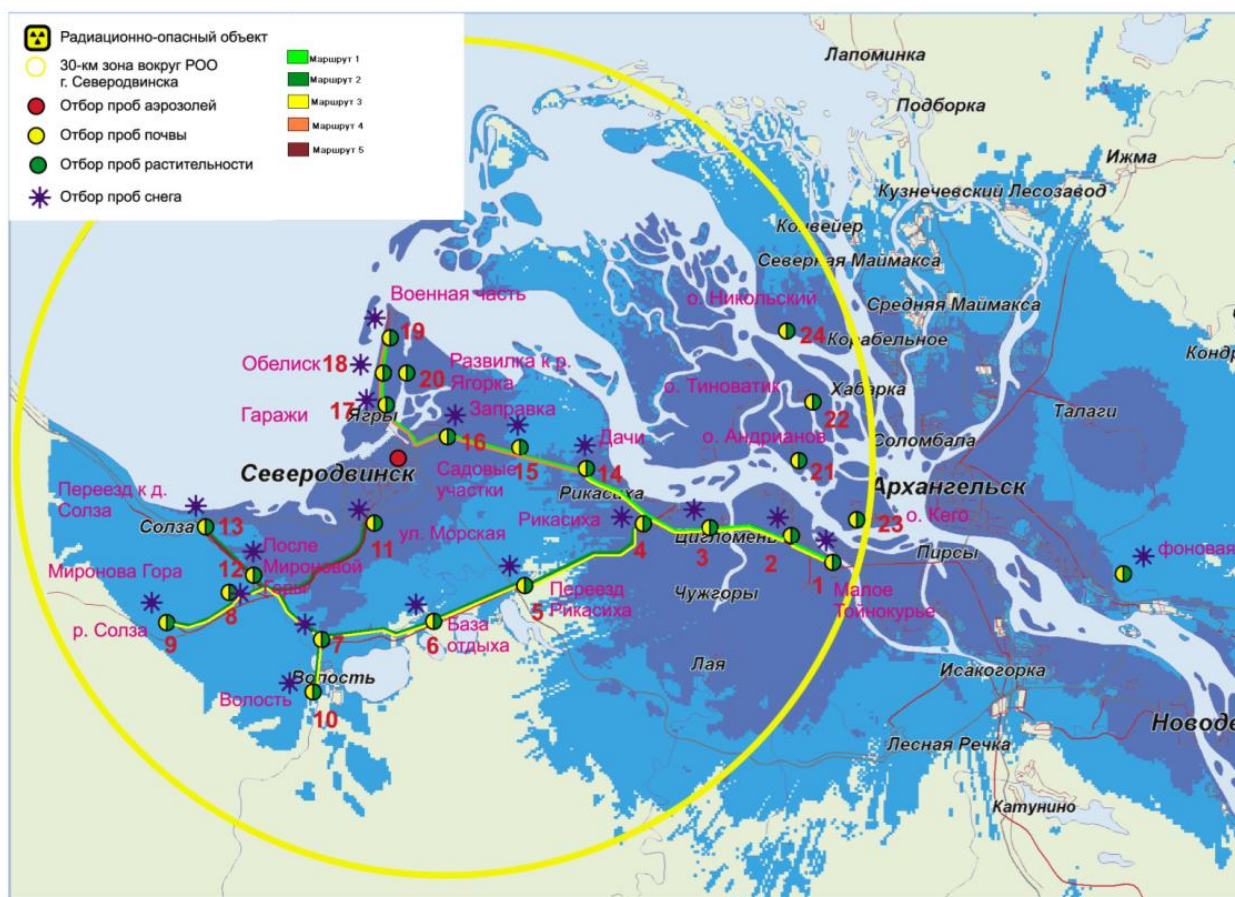 Радиационно-опасный объект
30-км зона вокруг РОО
г. Северодвинска
Отбор проб аэрозолей
Отбор проб почвы
Отбор проб растительности
Отбор проб снега
Маршрут 1
Маршрут 2
Маршрут 3
Маршрут 4
Маршрут 5
Лапоминка
Подборка
Ижма
Кузнечевский Лесозавод
Конвейер
Северная Маймакса
Военная часть
о. Никольский
Средняя Маймакса
19
24
Корабельное
Кондр
Обелиск 18
20
Развилка к р.
Ягорка
о. Тиноватик
Хабарка
Гаражи
17
Ягры
Заправка
22
Талаги
16
15
Дачи
о. Андрианов
Соломбала
Северодвинск
Садовые
участки
14
21
Переезд к д.
Солза
Рикасиха
Архангельск
Солза
13
11
ул. Морская
Рикасиха
4
3
Цигломень
2
23
о. Кего
После
Мироновой
Горы
12
Пирсы
фоновая
Миронова Гора
8
1
Малое
Тойнокурье
Чужгоры
5
Переезд
Рикасиха
р. Солза
9
7
6
База
отдыха
Лая
Исакогорка
Волость
Волость
10
Новоде
Лесная Речка
Катунино